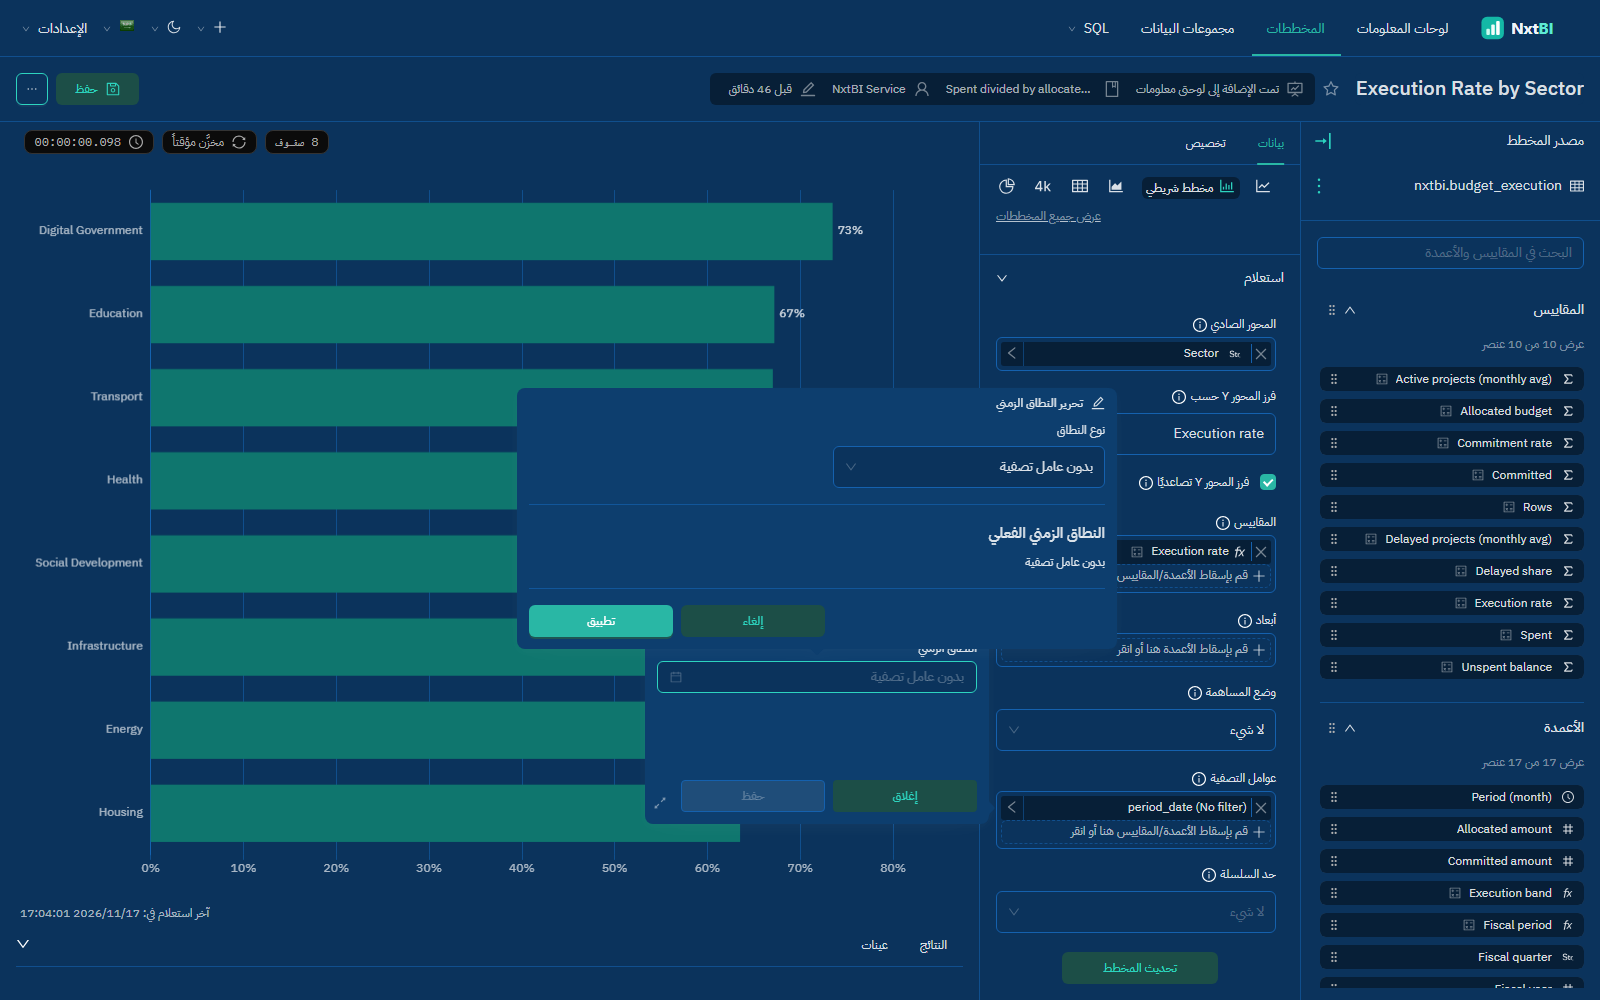 NxtBI
لوحات المعلومات
المخططات
مجموعات البيانات
SQL
الإعدادات
Execution Rate by Sector
تمت الإضافة إلى لوحتي معلومات
Spent divided by allocate...
NxtBI Service
قبل 46 دقائق
حفظ
...
مصدر المخطط
nxtbi.budget_execution
البحث في المقاييس والأعمدة
المقاييس
عرض 10 من 10 عنصر
Active projects (monthly avg)
Allocated budget
Commitment rate
Committed
Rows
Delayed projects (monthly avg)
Delayed share
Execution rate
Spent
Unspent balance
الأعمدة
عرض 17 من 17 عنصر
Period (month)
Allocated amount
Committed amount
Execution band
fx
Fiscal period
fx
Fiscal quarter
Str
بيانات
تخصيص
مخطط شريطي
4k
عرض جميع المخططات
استعلام
المحور الصادي
Sector
Str
فرز المحور Y حسب
Execution rate
فرز المحور Y تصاعديًا
المقاييس
Execution rate
fx
قم بإسقاط الأعمدة/المقاييس
أبعاد
قم بإسقاط الأعمدة هنا أو انقر
وضع المساهمة
لا شيء
عوامل التصفية
period_date (No filter)
قم بإسقاط الأعمدة/المقاييس هنا أو انقر
حد السلسلة
لا شيء
تحديث المخطط
8 صفوف
مخزّن مؤقتاً
00:00:00.098
Digital Government
73%
Education
67%
Transport
Health
Social Development
Infrastructure
Energy
Housing
0%
10%
20%
30%
40%
50%
60%
70%
80%
تحرير النطاق الزمني
نوع النطاق
بدون عامل تصفية
النطاق الزمني الفعلي
بدون عامل تصفية
إلغاء
تطبيق
بدون عامل تصفية
إغلاق
حفظ
آخر استعلام في: 2026/11/17 17:04:01
النتائج
عينات